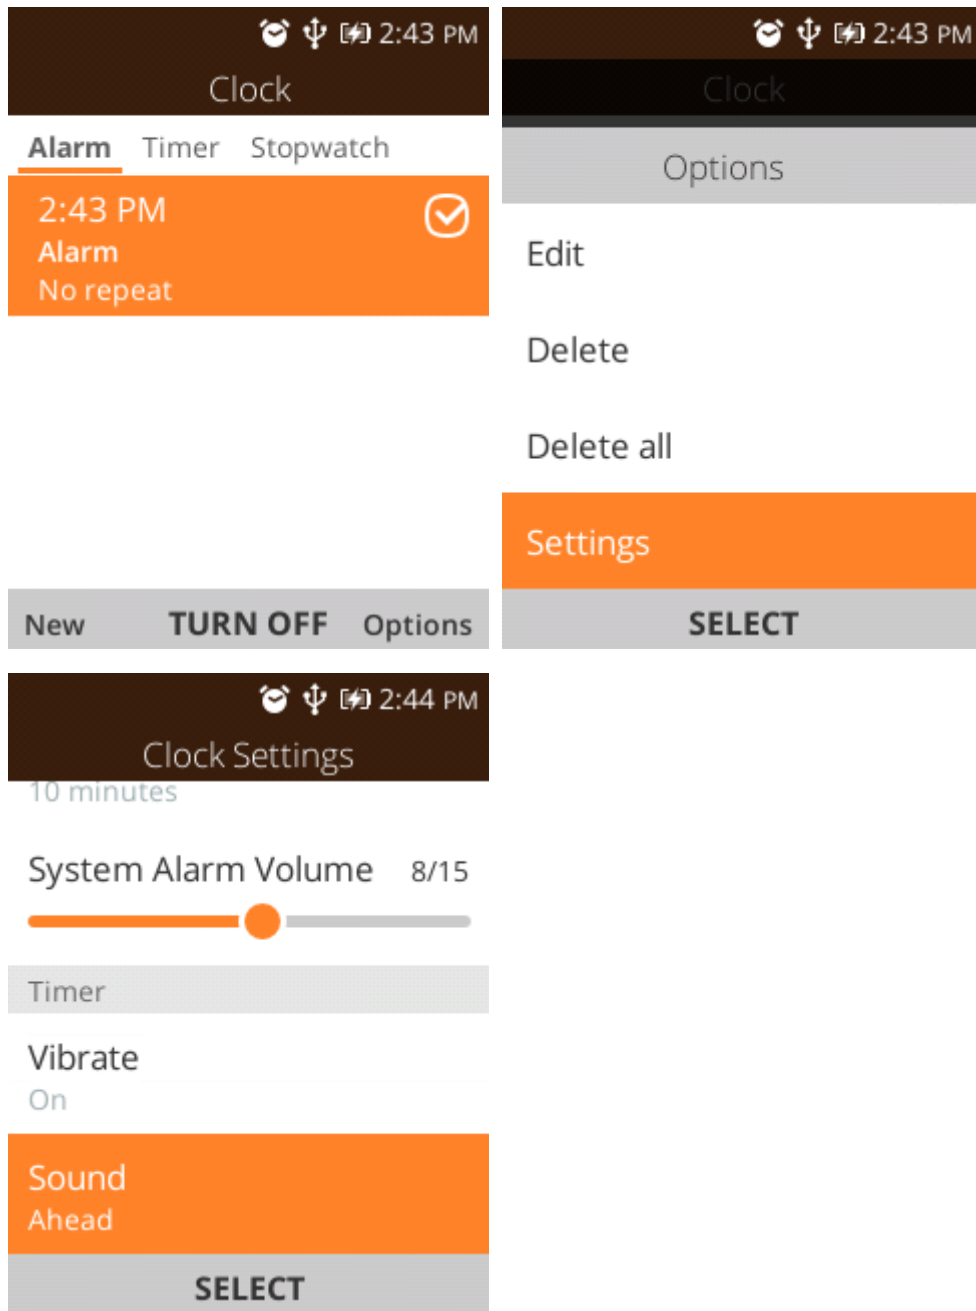 2:43 PM
Clock
Alarm Timer Stopwatch
2:43 PM
Alarm
No repeat
New TURN OFF Options
2:43 PM
Clock
Options
Edit
Delete
Delete all
Settings
SELECT
2:44 PM
Clock Settings
10 minutes
System Alarm Volume 8/15
Timer
Vibrate
On
Sound
Ahead
SELECT